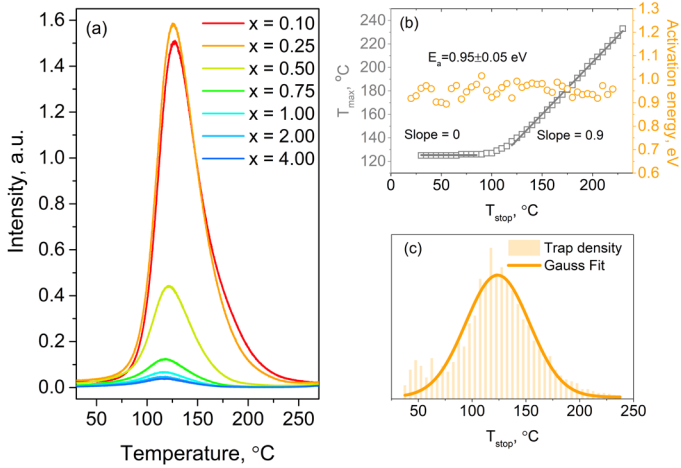 (a)
x = 0.10
x = 0.25
x = 0.50
x = 0.75
x = 1.00
x = 2.00
x = 4.00
1.6
1.4
1.2
1.0
0.8
0.6
0.4
0.2
0.0
Intensity, a.u.
50 100 150 200 250
Temperature, °C
(b)
240
220
200
180
160
140
120
Tmax, °C
Ea=0.95±0.05 eV
Slope = 0
Slope = 0.9
1.3
1.2
1.1
1.0
0.9
0.8
0.7
0.6
Activation energy, eV
0 50 100 150 200
Tstop, °C
(c)
Trap density
Gauss Fit
50 100 150 200 250
Tstop, °C